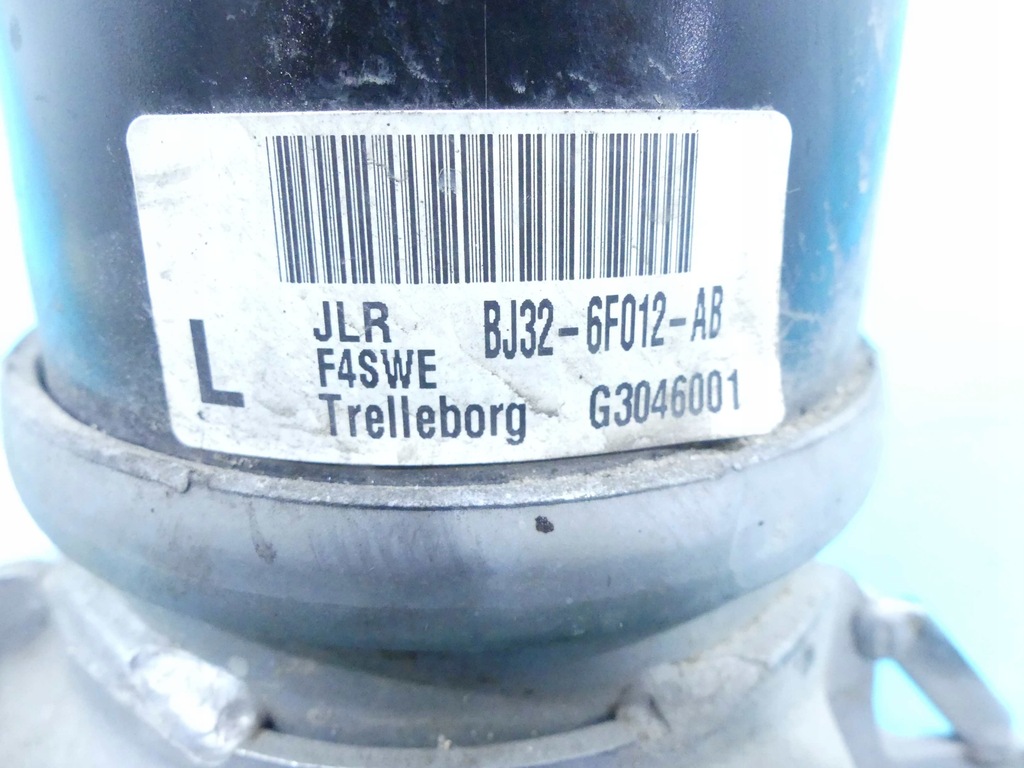 L
JLR BJ32-6F012-AB
F4SWE
Trelleborg G3046001